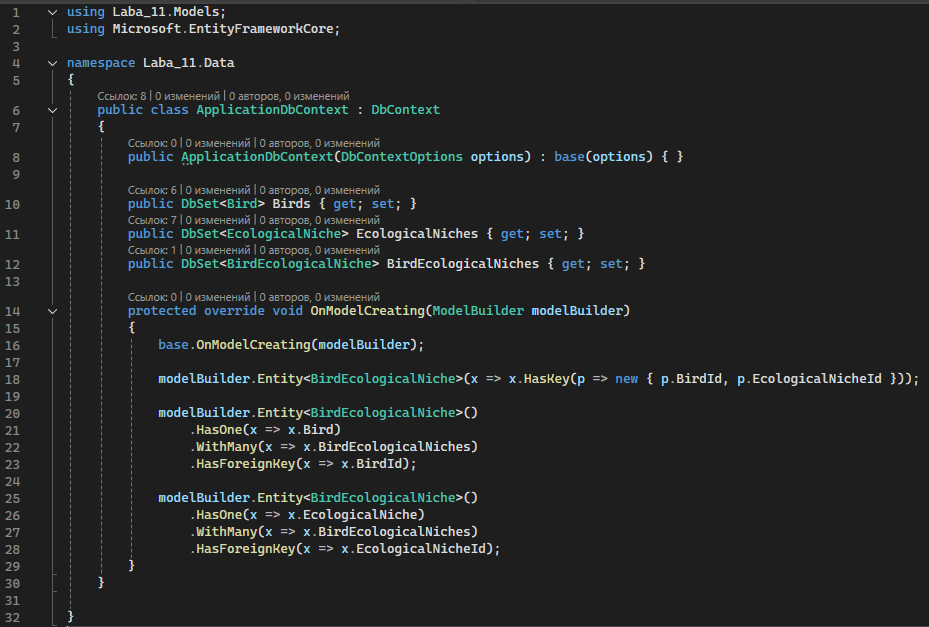 1 using Laba_11.Models;
2 using Microsoft.EntityFrameworkCore;
3
4 namespace Laba_11.Data
5 {
Ссылок: 8 | 0 изменений | 0 авторов, 0 изменений
6 public class ApplicationDbContext : DbContext
7 {
Ссылок: 0 | 0 изменений | 0 авторов, 0 изменений
8 public ApplicationDbContext(DbContextOptions options) : base(options) { }
9
Ссылок: 6 | 0 изменений | 0 авторов, 0 изменений
10 public DbSet<Bird> Birds { get; set; }
Ссылок: 7 | 0 изменений | 0 авторов, 0 изменений
11 public DbSet<EcologicalNiche> EcologicalNiches { get; set; }
Ссылок: 1 | 0 изменений | 0 авторов, 0 изменений
12 public DbSet<BirdEcologicalNiche> BirdEcologicalNiches { get; set; }
13
Ссылок: 0 | 0 изменений | 0 авторов, 0 изменений
14 protected override void OnModelCreating(ModelBuilder modelBuilder)
15 {
16 base.OnModelCreating(modelBuilder);
17
18 modelBuilder.Entity<BirdEcologicalNiche>(x => x.HasKey(p => new { p.BirdId, p.EcologicalNicheId }));
19
20 modelBuilder.Entity<BirdEcologicalNiche>()
21 .HasOne(x => x.Bird)
22 .WithMany(x => x.BirdEcologicalNiches)
23 .HasForeignKey(x => x.BirdId);
24
25 modelBuilder.Entity<BirdEcologicalNiche>()
26 .HasOne(x => x.EcologicalNiche)
27 .WithMany(x => x.BirdEcologicalNiches)
28 .HasForeignKey(x => x.EcologicalNicheId);
29 }
30 }
31
32 }